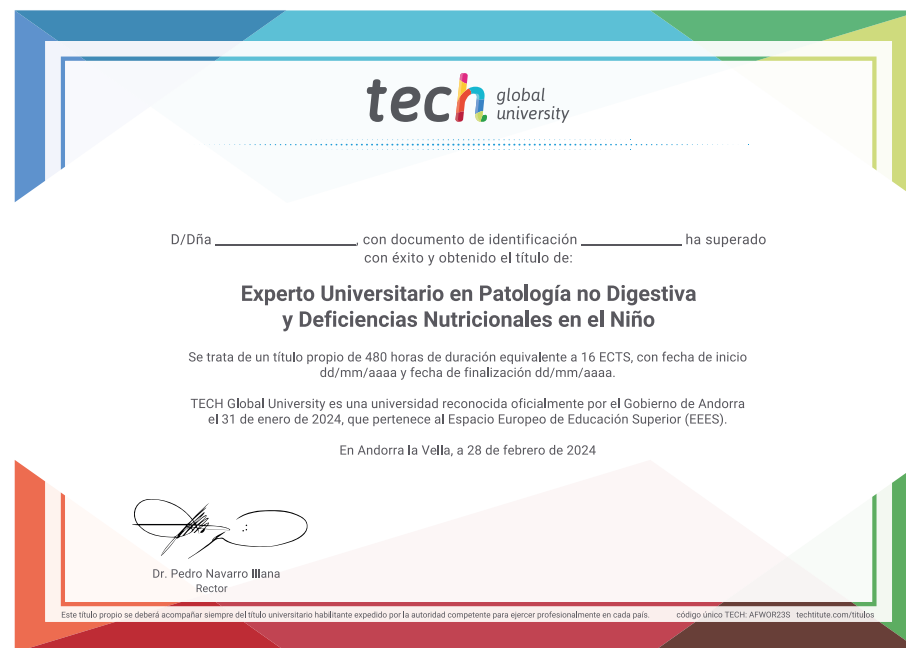 tech global
university
D/Dña ______________, con documento de identificación __________ ha superado
con éxito y obtenido el título de:
Experto Universitario en Patología no Digestiva
y Deficiencias Nutricionales en el Niño
Se trata de un título propio de 480 horas de duración equivalente a 16 ECTS, con fecha de inicio
dd/mm/aaaa y fecha de finalización dd/mm/aaaa.
TECH Global University es una universidad reconocida oficialmente por el Gobierno de Andorra
el 31 de enero de 2024, que pertenece al Espacio Europeo de Educación Superior (EEES).
En Andorra la Vella, a 28 de febrero de 2024
Dr. Pedro Navarro Illana
Rector
Este título propio se deberá acompañar siempre del título universitario habilitante expedido por la autoridad competente para ejercer profesionalmente en cada país. código único TECH: AFWOR23S techtitute.com/titulos